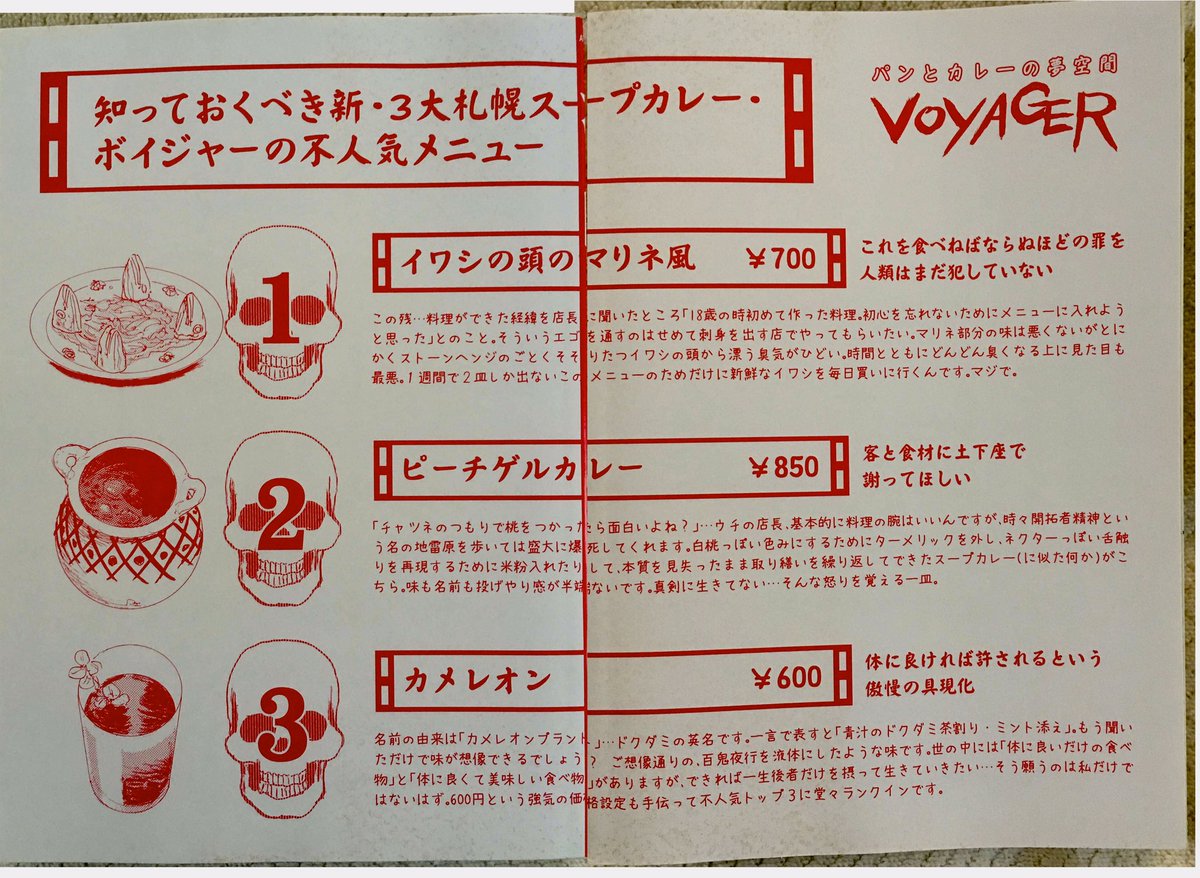 知っておくべき新・3大札幌スープカレー・
ボイジャーの不人気メニュー
パンとカレーの夢空間
VOYAGER
1
イワシの頭のマリネ風 ¥700
これを食べねばならぬほどの罪を
人類はまだ犯していない
この残…料理ができた経緯を店長に聞いたところ「18歳の時初めて作った料理。初心を忘れないためにメニューに入れよう
と思った」とのこと。そういうエゴを通すのはせめて刺身を出す店でやってもらいたい。マリネ部分の味は悪くないがとに
かくストーンヘンジのごとくそそりたつイワシの頭から漂う臭気がひどい。時間とともにどんどん臭くなる上に見た目も
最悪。1週間で2皿しか出ないこのメニューのためだけに新鮮なイワシを毎日買いに行くんです。マジで。
2
ピーチゲルカレー ¥850
客と食材に土下座で
謝ってほしい
「チャツネのつもりで桃をつかったら面白いよね?」…ウチの店長、基本的に料理の腕はいいんですが、時々開拓者精神とい
う名の地雷原を歩いては盛大に爆死してくれます。白桃っぽい色みにするためにターメリックを外し、ネクターっぽい舌触
りを再現するために米粉入れたりして、本質を見失ったまま取り繕いを繰り返してできたスープカレー(に似た何か)がこ
ちら。味も名前も投げやり感が半端ないです。真剣に生きてない…そんな怒りを覚える一皿。
3
カメレオン ¥600
体に良ければ許されるという
傲慢の具現化
名前の由来は「カメレオンプラント」…ドクダミの英名です。一言で表すと「青汁のドクダミ茶割り・ミント添え」。もう聞い
ただけで味が想像できるでしょう? ご想像通りの、百鬼夜行を液体にしたような味です。世の中には「体に良いだけの食べ
物」と「体に良くて美味しい食べ物」がありますが、できれば一生後者だけを摂って生きていきたい…そう願うのは私だけで
はないはず。600円という強気の価格設定も手伝って不人気トップ3に堂々ランクインです。